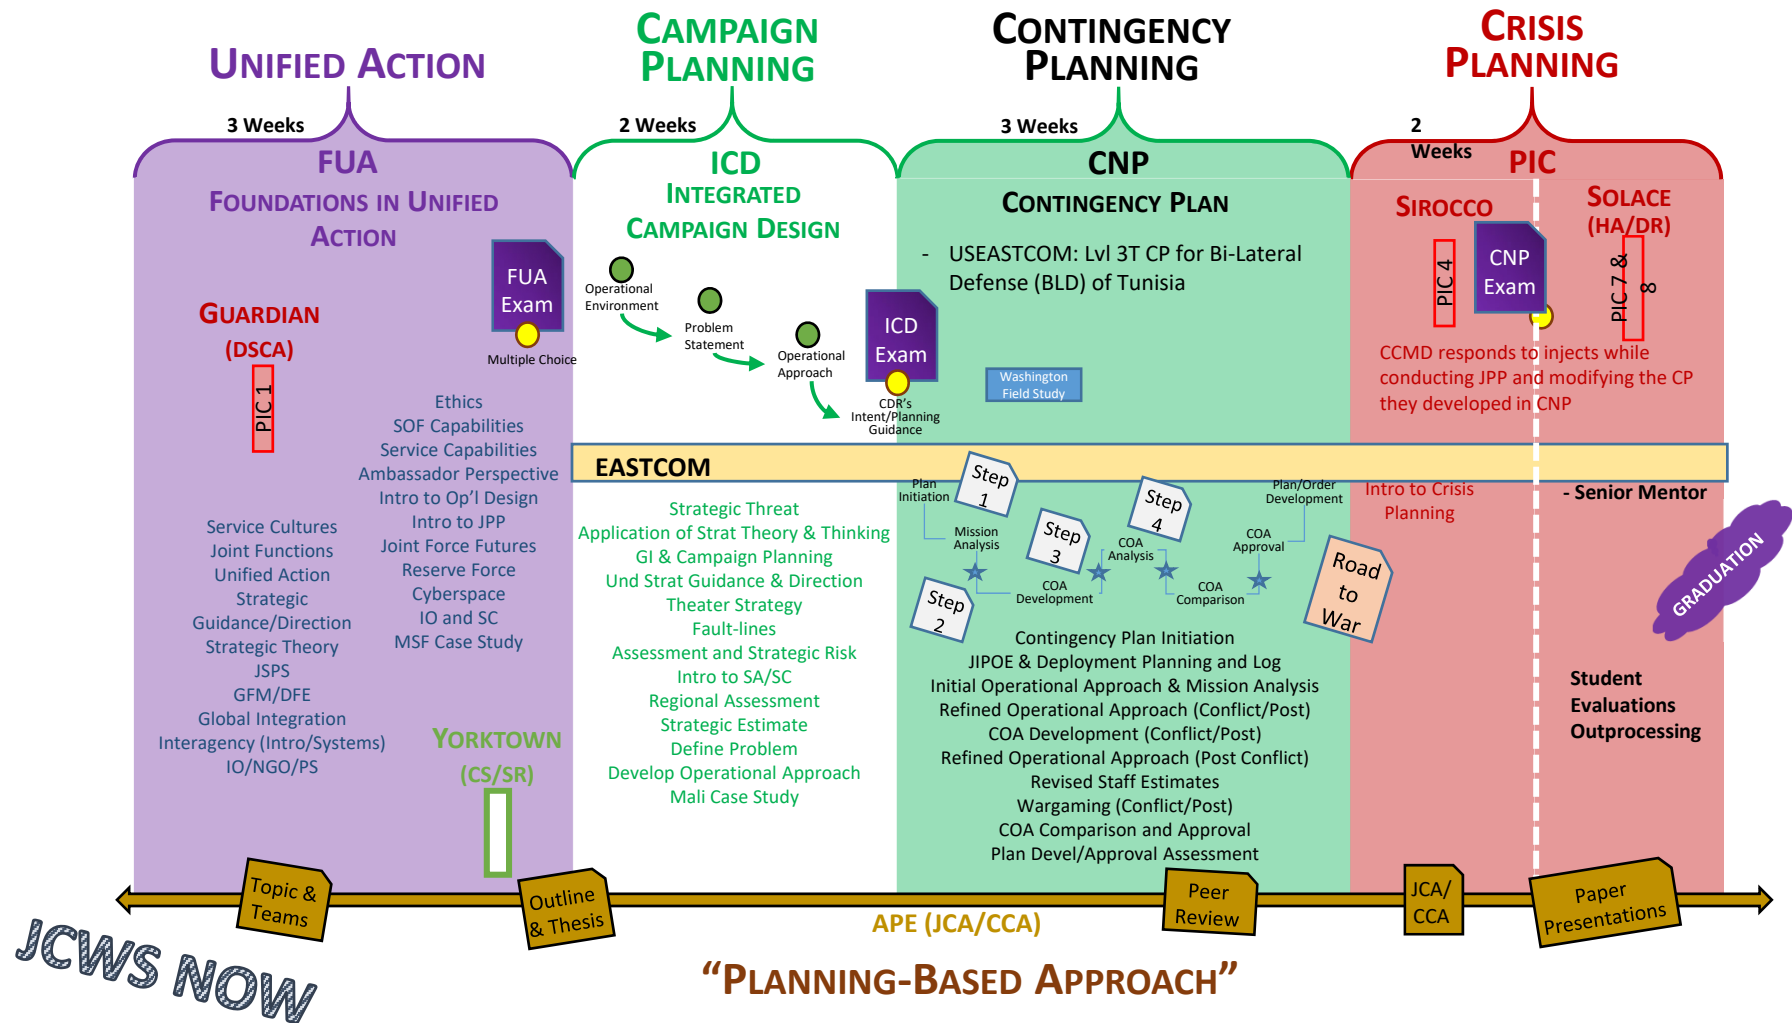 UNIFIED ACTION
CAMPAIGN
PLANNING
CONTINGENCY
PLANNING
CRISIS
PLANNING
3 Weeks
2 Weeks
3 Weeks
2
Weeks
FUA
FOUNDATIONS IN UNIFIED
ACTION
FUA
Exam
Multiple Choice
GUARDIAN
(DSCA)
PIC 1
Ethics
SOF Capabilities
Service Capabilities
Ambassador Perspective
Intro to Op’l Design
Intro to JPP
Joint Force Futures
Reserve Force
Cyberspace
IO and SC
MSF Case Study
Service Cultures
Joint Functions
Unified Action
Strategic
Guidance/Direction
Strategic Theory
JSPS
GFM/DFE
Global Integration
Interagency (Intro/Systems)
IO/NGO/PS
YORKTOWN
(CS/SR)
ICD
INTEGRATED
CAMPAIGN DESIGN
Operational
Environment
Problem
Statement
Operational
Approach
ICD
Exam
CDR’s
Intent/Planning
Guidance
EASTCOM
Strategic Threat
Application of Strat Theory & Thinking
GI & Campaign Planning
Und Strat Guidance & Direction
Theater Strategy
Fault-lines
Assessment and Strategic Risk
Intro to SA/SC
Regional Assessment
Strategic Estimate
Define Problem
Develop Operational Approach
Mali Case Study
CNP
CONTINGENCY PLAN
- USEASTCOM: Lvl 3T CP for Bi-Lateral
Defense (BLD) of Tunisia
Washington
Field Study
Plan
Initiation
Step
1
Mission
Analysis
Step
2
Step
3
COA
Development
COA
Analysis
Step
4
COA
Comparison
COA
Approval
Plan/Order
Development
Road
to
War
Contingency Plan Initiation
JIPOE & Deployment Planning and Log
Initial Operational Approach & Mission Analysis
Refined Operational Approach (Conflict/Post)
COA Development (Conflict/Post)
Refined Operational Approach (Post Conflict)
Revised Staff Estimates
Wargaming (Conflict/Post)
COA Comparison and Approval
Plan Devel/Approval Assessment
PIC
SIROCCO
PIC 4
CNP
Exam
SOLACE
(HA/DR)
PIC 7 &
8
CCMD responds to injects while
conducting JPP and modifying the CP
they developed in CNP
Intro to Crisis
Planning
- Senior Mentor
GRADUATION
Student
Evaluations
Outprocessing
Topic &
Teams
Outline
& Thesis
APE (JCA/CCA)
Peer
Review
JCA/
CCA
Paper
Presentations
JCWS NOW
“PLANNING-BASED APPROACH”